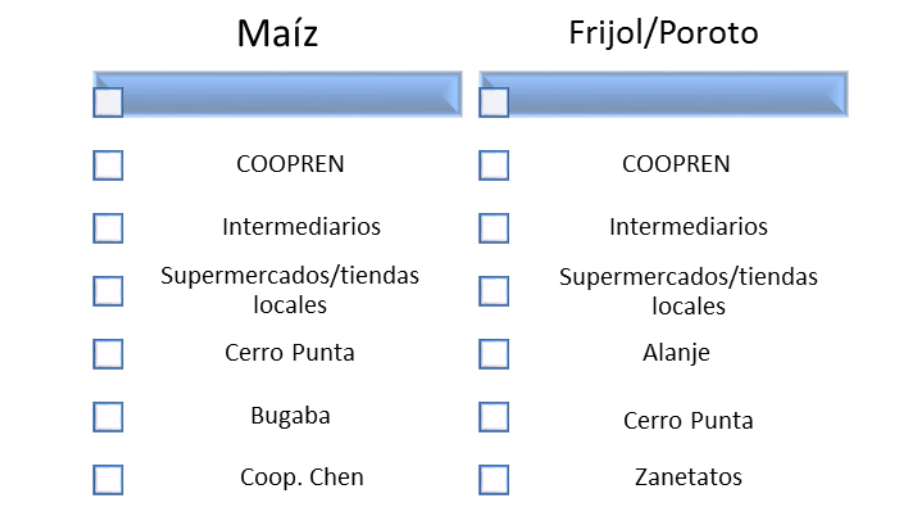 Maíz
COOPREN
Intermediarios
Supermercados/tiendas
locales
Cerro Punta
Bugaba
Coop. Chen
Frijol/Poroto
COOPREN
Intermediarios
Supermercados/tiendas
locales
Alanje
Cerro Punta
Zanetatos